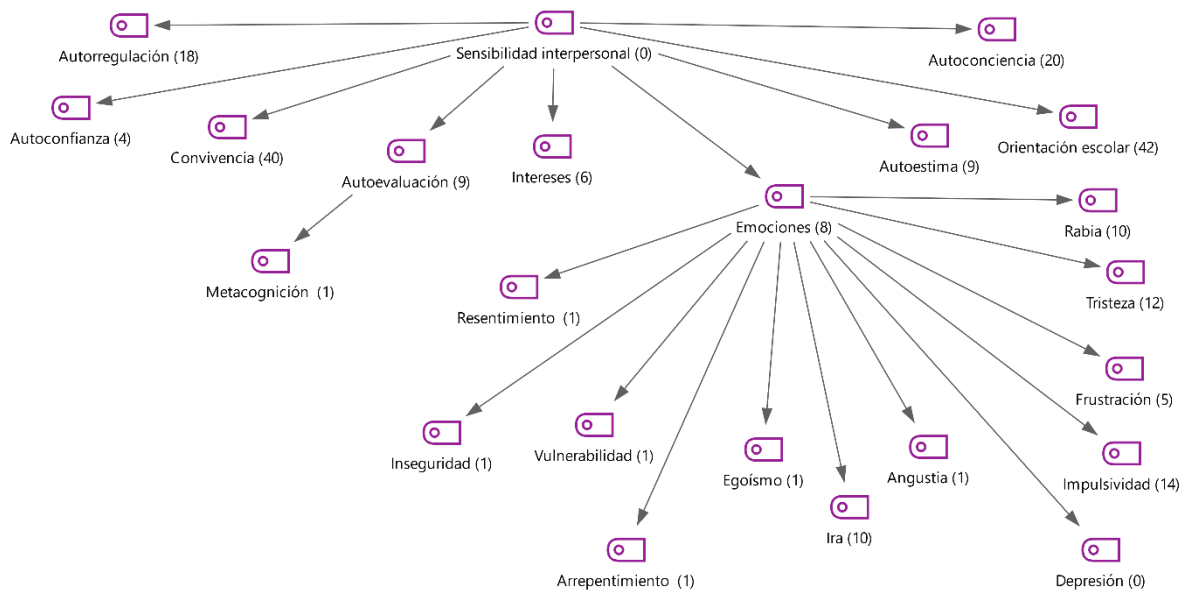 Autorregulación (18)
Sensibilidad interpersonal (0)
Autoconciencia (20)
Autoconfianza (4)
Convivencia (40)
Autoevaluación (9)
Intereses (6)
Autoestima (9)
Orientación escolar (42)
Emociones (8)
Rabia (10)
Metacognición (1)
Resentimiento (1)
Tristeza (12)
Frustración (5)
Inseguridad (1)
Vulnerabilidad (1)
Egoísmo (1)
Angustia (1)
Impulsividad (14)
Ira (10)
Arrepentimiento (1)
Depresión (0)